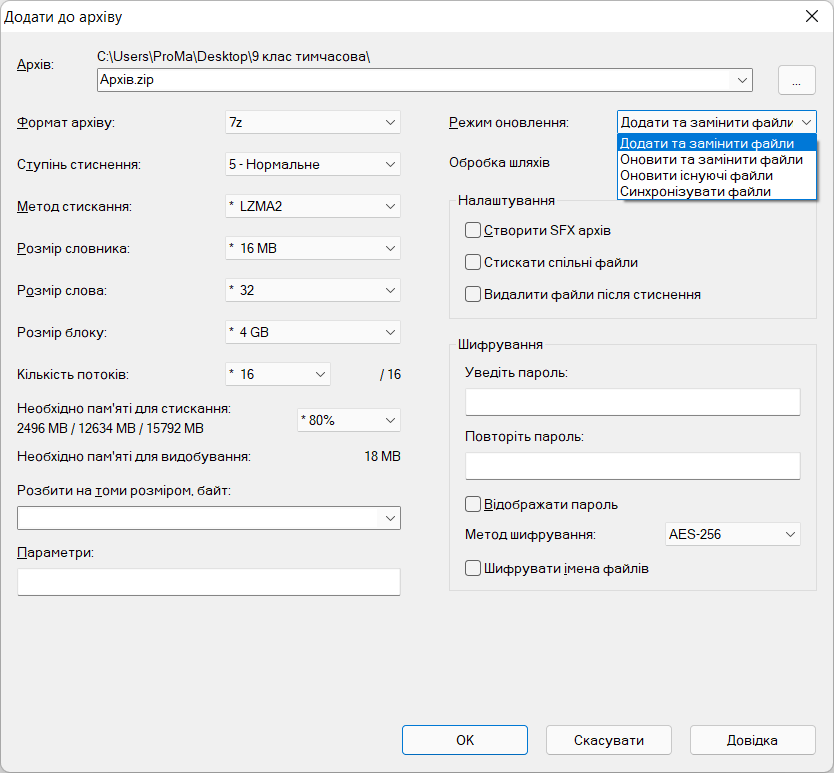 Додати до архіву
Архів:
C:\Users\ProMa\Desktop\9 клас тимчасова\
Архів.zip
...
Формат архіву:
7z
Ступінь стиснення:
5 - Нормальне
Метод стискання:
* LZMA2
Розмір словника:
* 16 MB
Розмір слова:
* 32
Розмір блоку:
* 4 GB
Кількість потоків:
* 16
/ 16
Необхідно пам'яті для стискання:
2496 MB / 12634 MB / 15792 MB
* 80%
Необхідно пам'яті для видобування:
18 MB
Розбити на томи розміром, байт:
Параметри:
Режим оновлення:
Додати та замінити файли
Додати та замінити файли
Оновити та замінити файли
Оновити існуючі файли
Синхронізувати файли
Обробка шляхів
Налаштування
Створити SFX архів
Стискати спільні файли
Видалити файли після стиснення
Шифрування
Уведіть пароль:
Повторіть пароль:
Відображати пароль
Метод шифрування:
AES-256
Шифрувати імена файлів
OK
Скасувати
Довідка